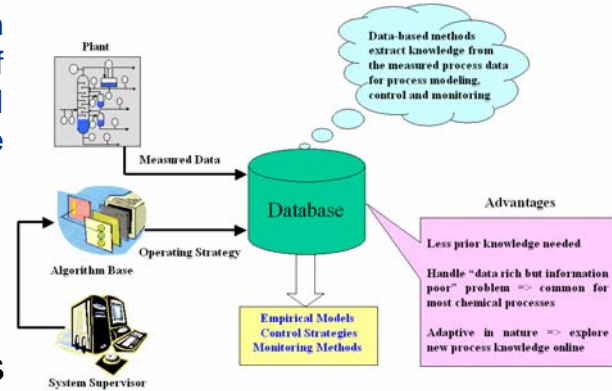 Plant
Data-based methods
extract knowledge from
the measured process data
for process modeling,
control and monitoring
Measured Data
Database
Operating Strategy
Algorithm Base
System Supervisor
Empirical Models
Control Strategies
Monitoring Methods
Advantages
Less prior knowledge needed
Handle “data rich but information
poor” problem => common for
most chemical processes
Adaptive in nature => explore
new process knowledge online